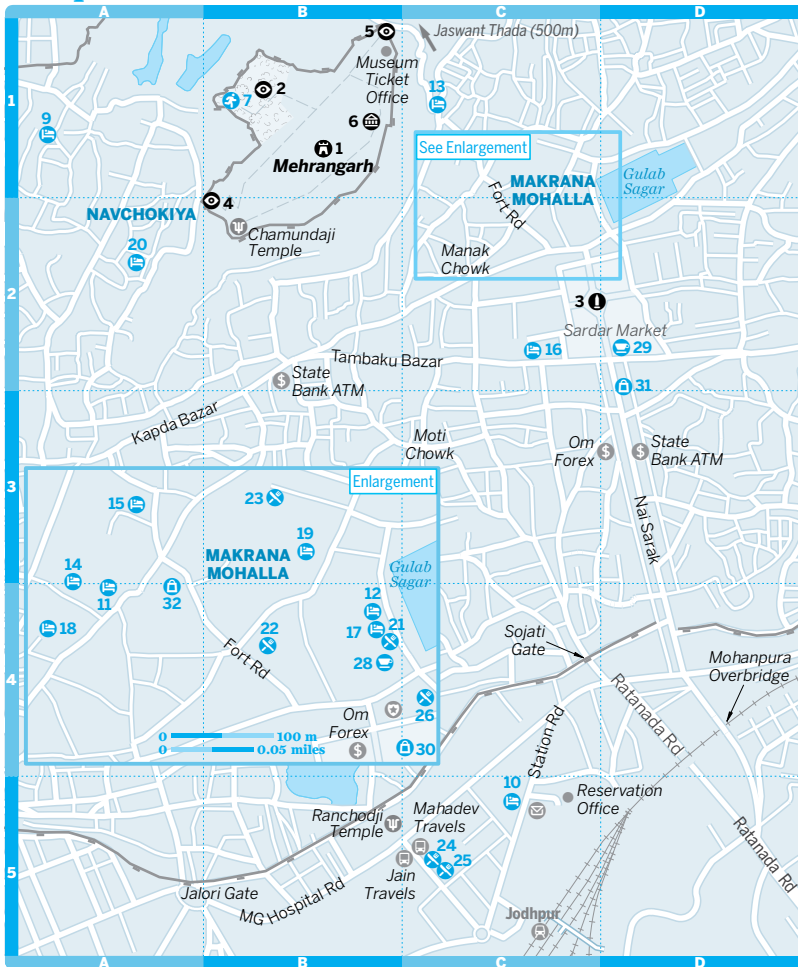 A
B
C
D
5
Jaswant Thada (500m)
Museum
Ticket
Office
1
2
7
13
9
6
1
Mehrangarh
See Enlargement
MAKRANA
MOHALLA
Gulab
Sagar
Fort Rd
4
NAVCHOKIYA
Chamundaji
Temple
20
Manak
Chowk
2
3
Sardar Market
16
29
Tambaku Bazar
State
Bank ATM
31
Kapda Bazar
Moti
Chowk
Om
Forex
State
Bank ATM
3
Enlargement
15
23
19
MAKRANA
MOHALLA
Nai Sarak
14
11
32
Gulab
Sagar
12
18
22
17
21
Fort Rd
28
Sojati
Gate
Mohanpura
Overbridge
4
26
Om
Forex
0
100 m
0
0.05 miles
30
Station Rd
Ratanada Rd
10
Reservation
Office
Ranchodji
Temple
Mahadev
Travels
24
25
Ratanada Rd
5
Jain
Travels
Jalori Gate
MG Hospital Rd
Jodhpur
A
B
C
D